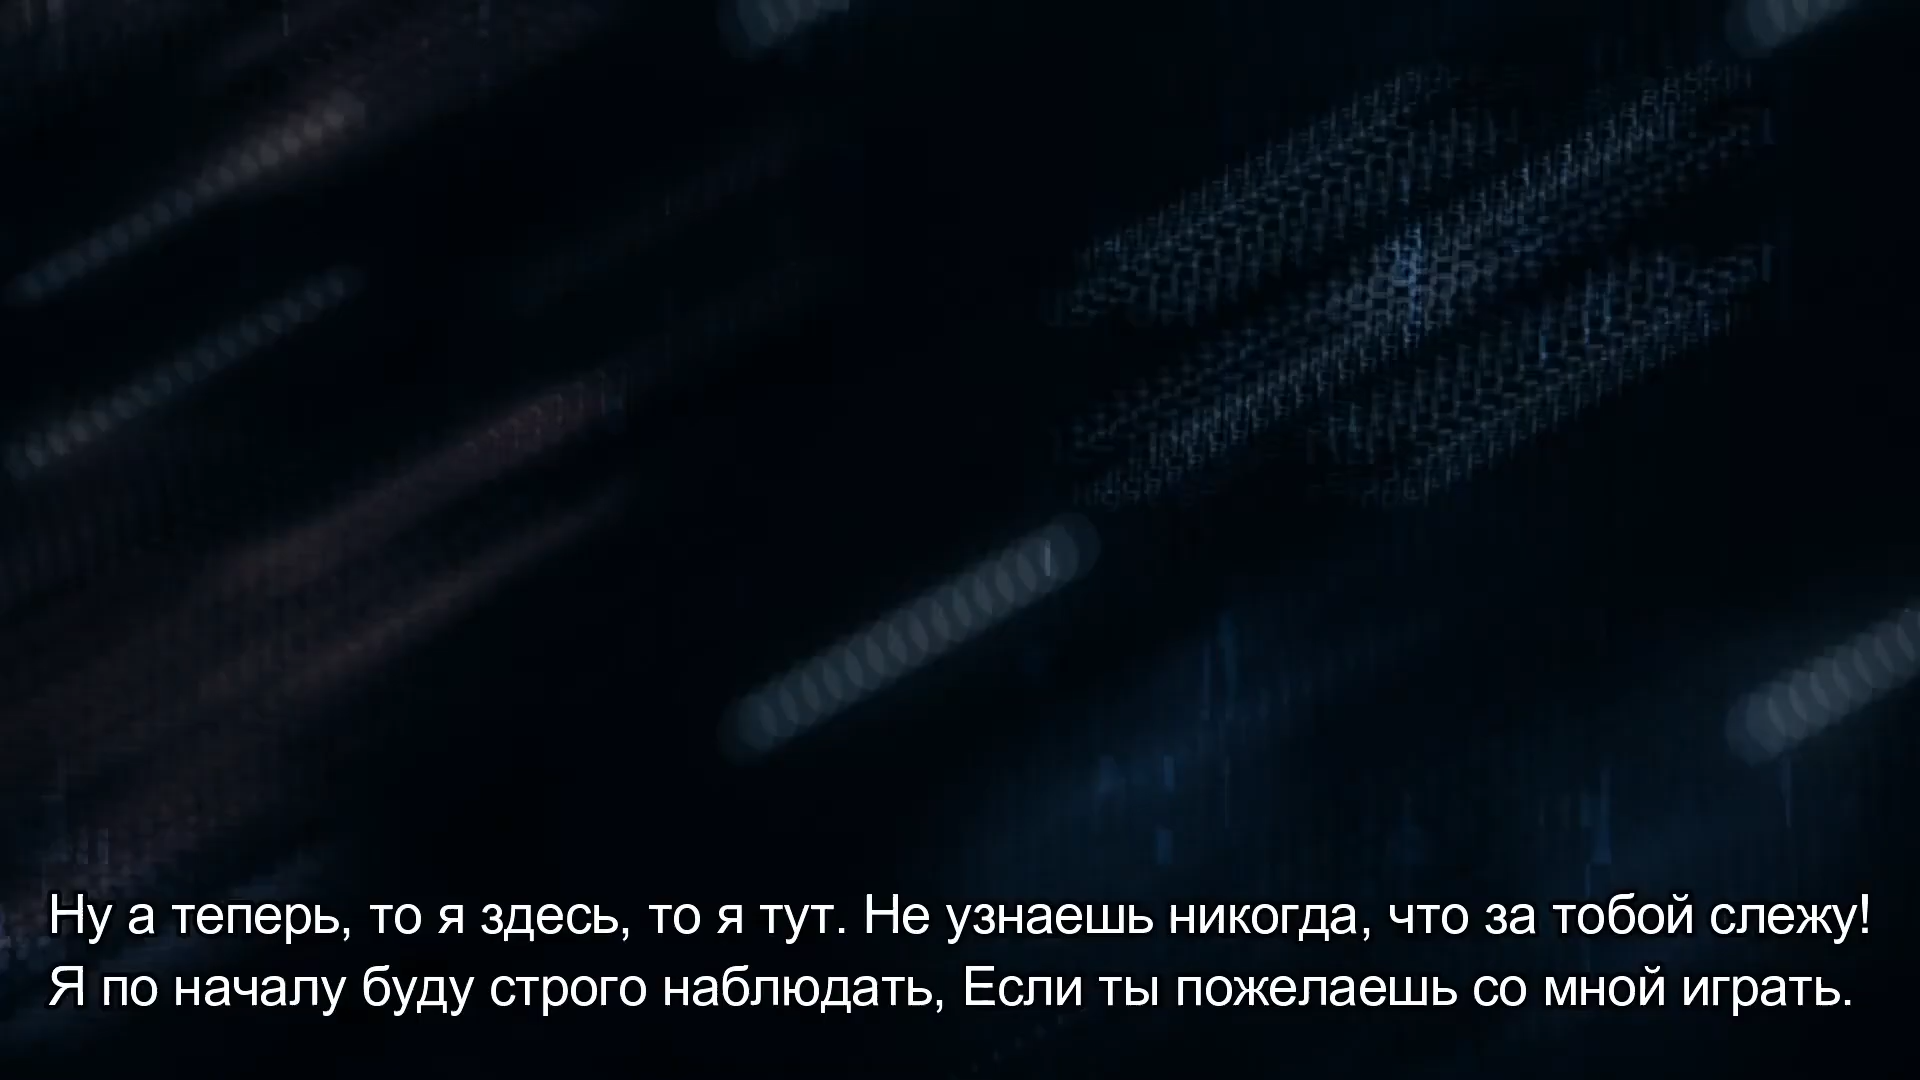 Ну а теперь, то я здесь, то я тут. Не узнаешь никогда, что за тобой слежу!
Я по началу буду строго наблюдать, Если ты пожелаешь со мной играть.